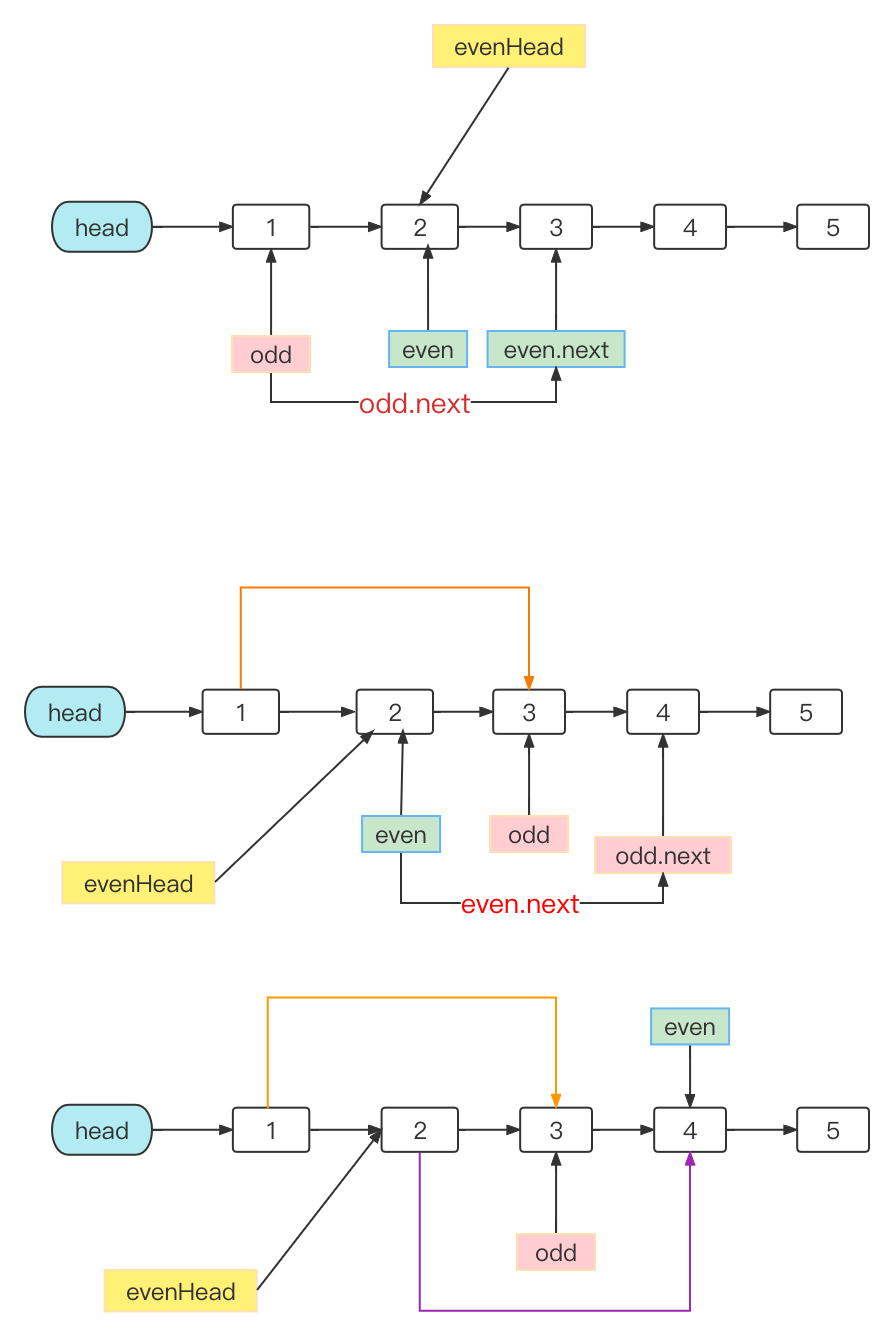 evenHead
head 1 2 3 4 5
odd even even.next
odd.next
head 1 2 3 4 5
even odd odd.next
evenHead
even.next
even
head 1 2 3 4 5
odd
evenHead